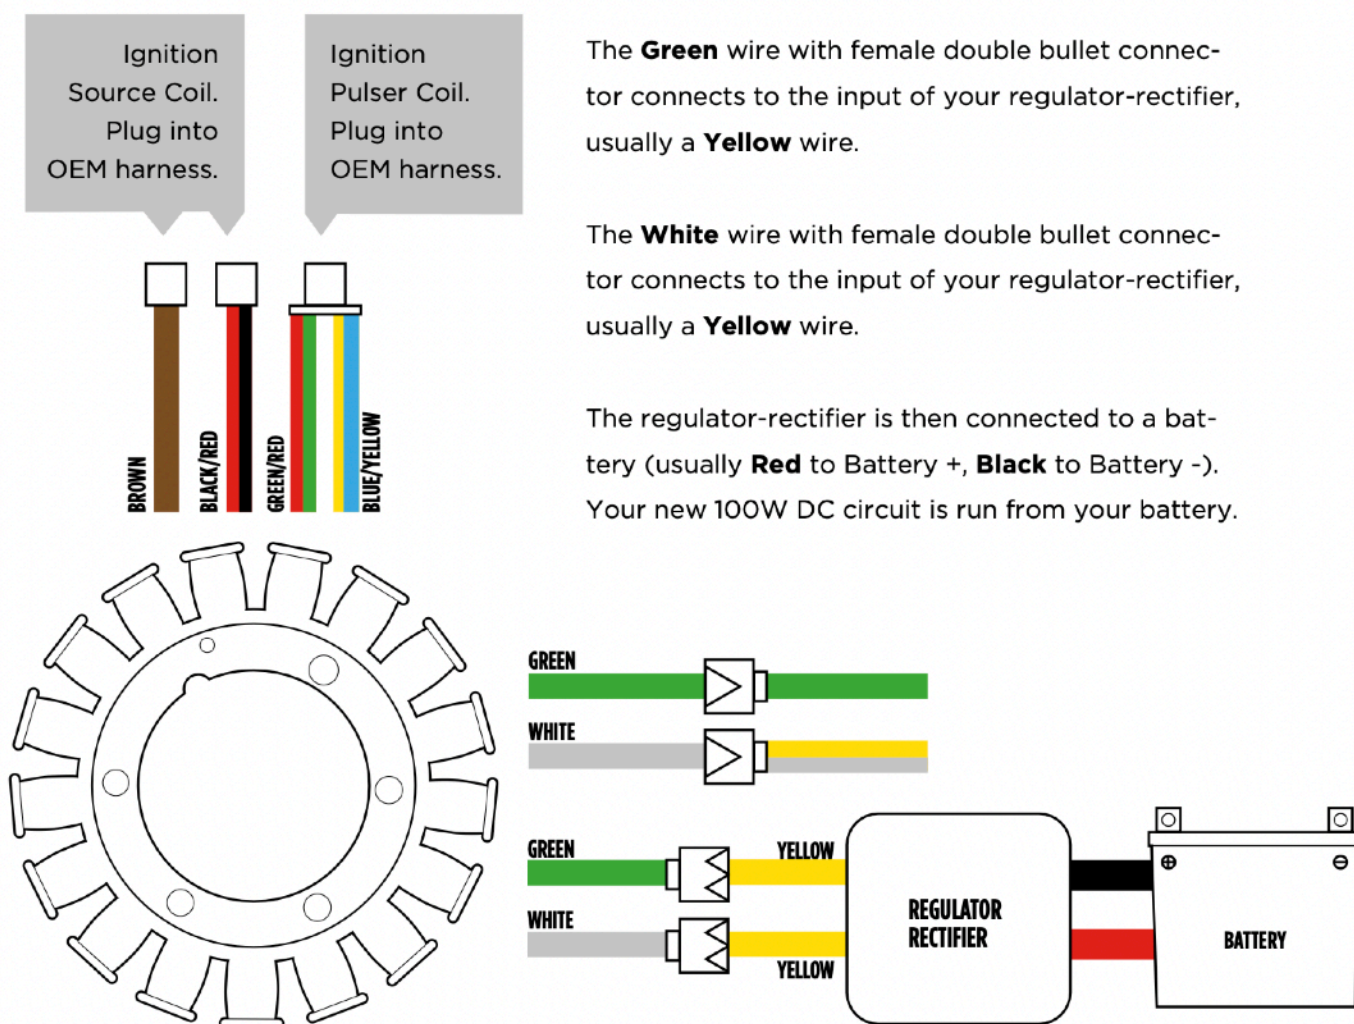 Ignition
Source Coil.
Plug into
OEM harness.
Ignition
Pulser Coil.
Plug into
OEM harness.
The Green wire with female double bullet connec-
tor connects to the input of your regulator-rectifier,
usually a Yellow wire.
The White wire with female double bullet connec-
tor connects to the input of your regulator-rectifier,
usually a Yellow wire.
The regulator-rectifier is then connected to a bat-
tery (usually Red to Battery +, Black to Battery -).
Your new 100W DC circuit is run from your battery.
BROWN
BLACK/RED
GREEN/RED
BLUE/YELLOW
GREEN
WHITE
GREEN
YELLOW
WHITE
YELLOW
REGULATOR
RECTIFIER
+
-
BATTERY